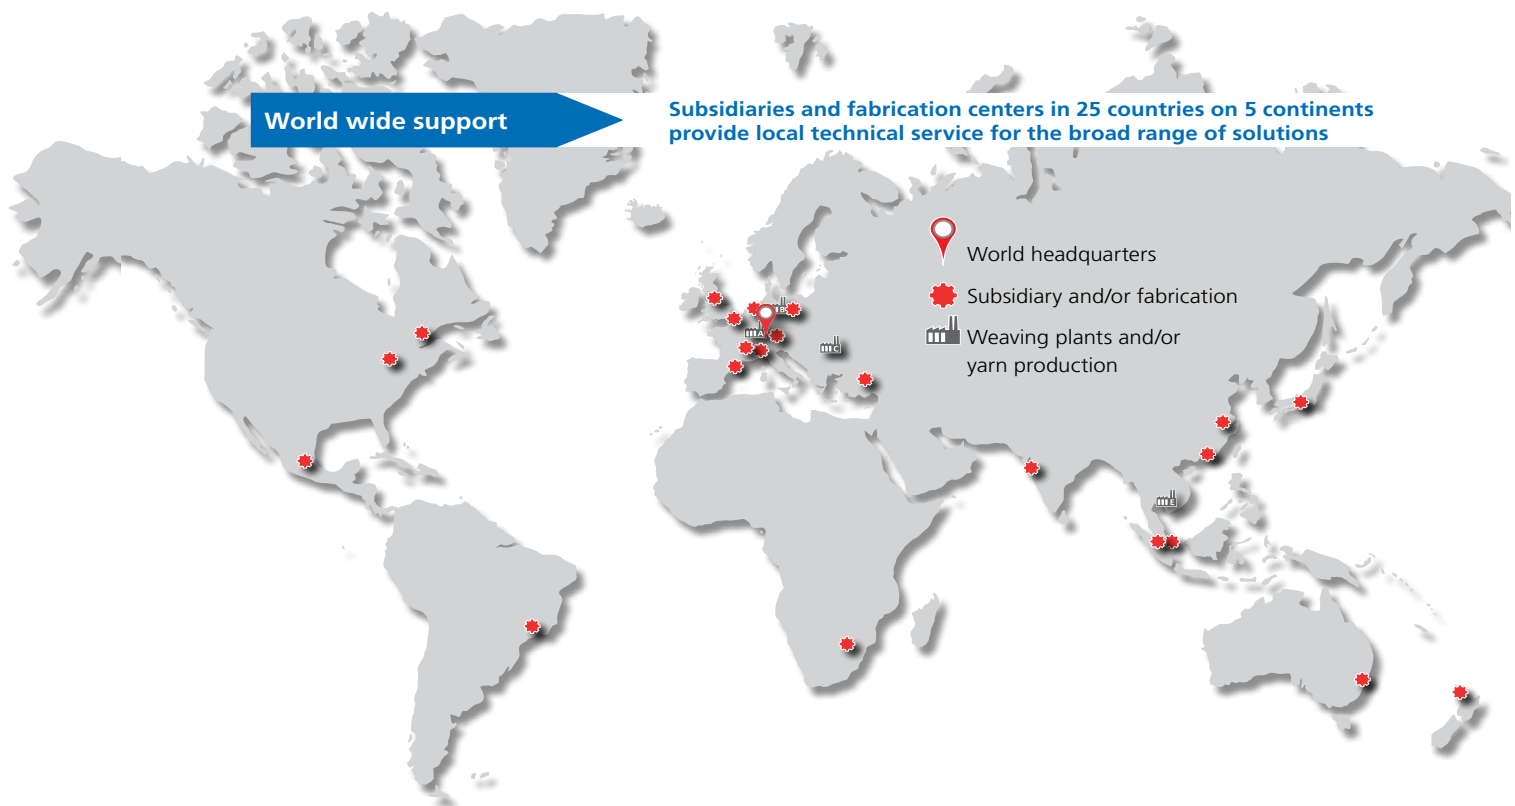 World wide support
Subsidiaries and fabrication centers in 25 countries on 5 continents
provide local technical service for the broad range of solutions
World headquarters
Subsidiary and/or fabrication
Weaving plants and/or
yarn production
B
A
C
E